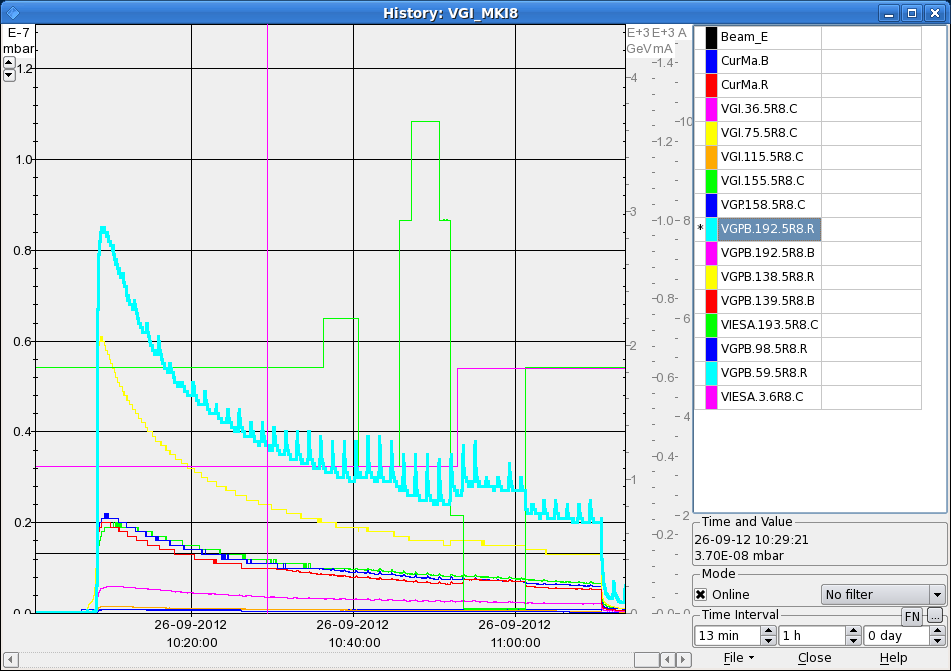 History: VGI_MKI8
E-7
mbar
1.2
1.0
0.8
0.6
0.4
0.2
0.0
E+3 E+3 A
GeV mA
4
3
2
1
0
1.4
1.2
1.0
0.8
0.6
0.4
0.2
0.0
10
8
6
4
2
0
26-09-2012 26-09-2012 26-09-2012
10:20:00 10:40:00 11:00:00
Beam_E
CurMa.B
CurMa.R
VGI.36.5R8.C
VGI.75.5R8.C
VGI.115.5R8.C
VGI.155.5R8.C
VGP.158.5R8.C
* VGPB.192.5R8.R
VGPB.192.5R8.B
VGPB.138.5R8.R
VGPB.139.5R8.B
VIESA.193.5R8.C
VGPB.98.5R8.R
VGPB.59.5R8.R
VIESA.3.6R8.C
Time and Value
26-09-12 10:29:21
3.70E-08 mbar
Mode
Online No filter
Time Interval FN ...
13 min 1 h 0 day
File Close Help